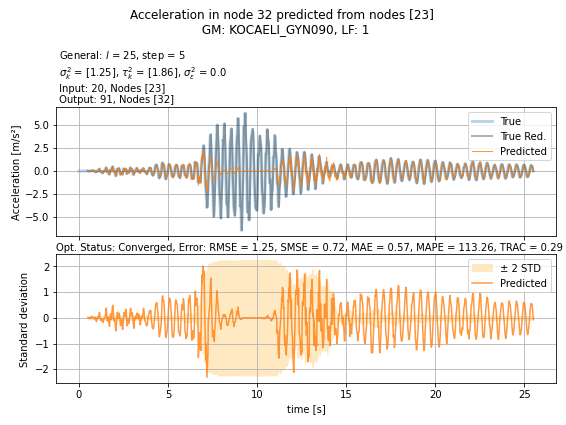 Acceleration in node 32 predicted from nodes [23]
GM: KOCAELI_GYN090, LF: 1
General: l = 25, step = 5
σ²ₖ = [1.25], τ²ₖ = [1.86], σ²ε = 0.0
Input: 20, Nodes [23]
Output: 91, Nodes [32]
True
True Red.
Predicted
5.0
2.5
0.0
−2.5
−5.0
Acceleration [m/s²]
Opt. Status: Converged, Error: RMSE = 1.25, SMSE = 0.72, MAE = 0.57, MAPE = 113.26, TRAC = 0.29
± 2 STD
Predicted
2
1
0
−1
−2
Standard deviation
0 5 10 15 20 25
time [s]